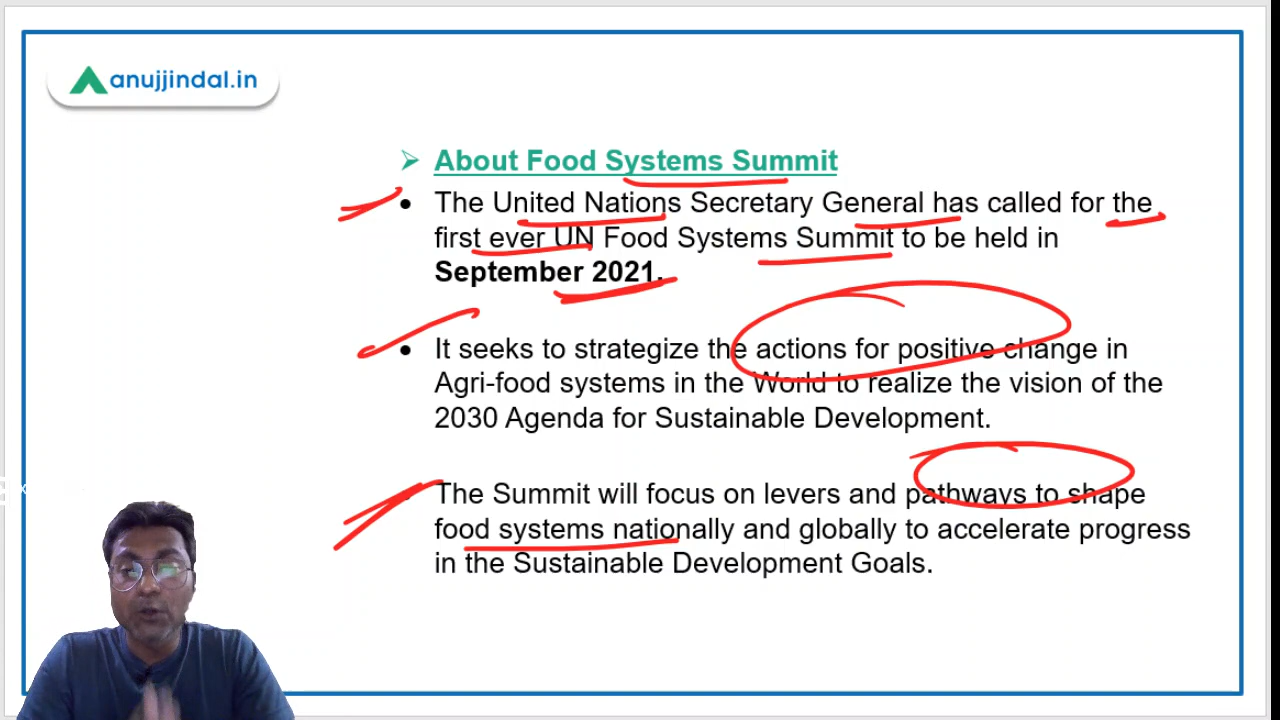 anujjindal.in
➢ About Food Systems Summit
• The United Nations Secretary General has called for the
first ever UN Food Systems Summit to be held in
September 2021.
• It seeks to strategize the actions for positive change in
Agri-food systems in the World to realize the vision of the
2030 Agenda for Sustainable Development.
• The Summit will focus on levers and pathways to shape
food systems nationally and globally to accelerate progress
in the Sustainable Development Goals.